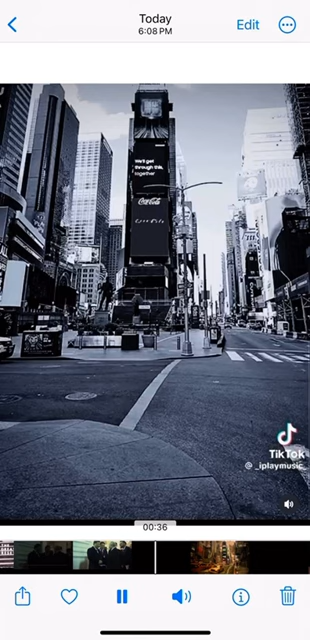 Today
6:08 PM
Edit
We'll get
through this,
together
Coca-Cola
TikTok
@ _iplaymusic_
00:36